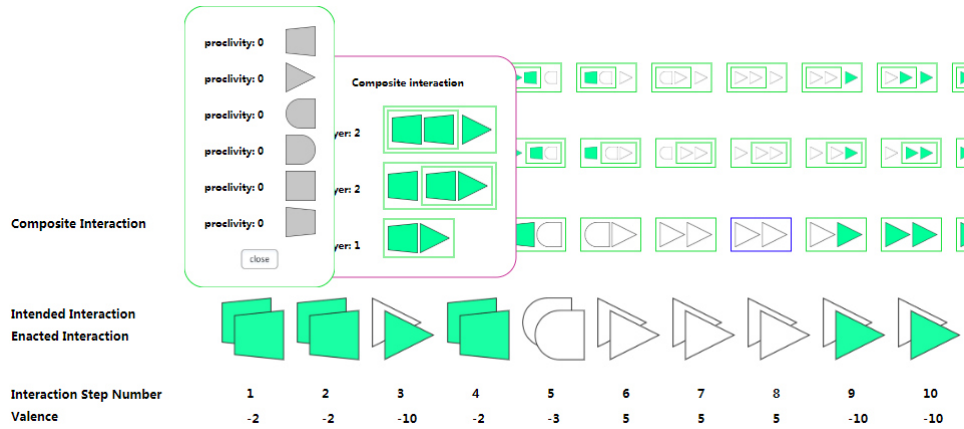 proclivity: 0
proclivity: 0
proclivity: 0
proclivity: 0
proclivity: 0
proclivity: 0
close
Composite interaction
yer: 2
yer: 2
yer: 1
Composite Interaction
Intended Interaction
Enacted Interaction
Interaction Step Number 1 2 3 4 5 6 7 8 9 10
Valence -2 -2 -10 -2 -3 5 5 5 -10 -10